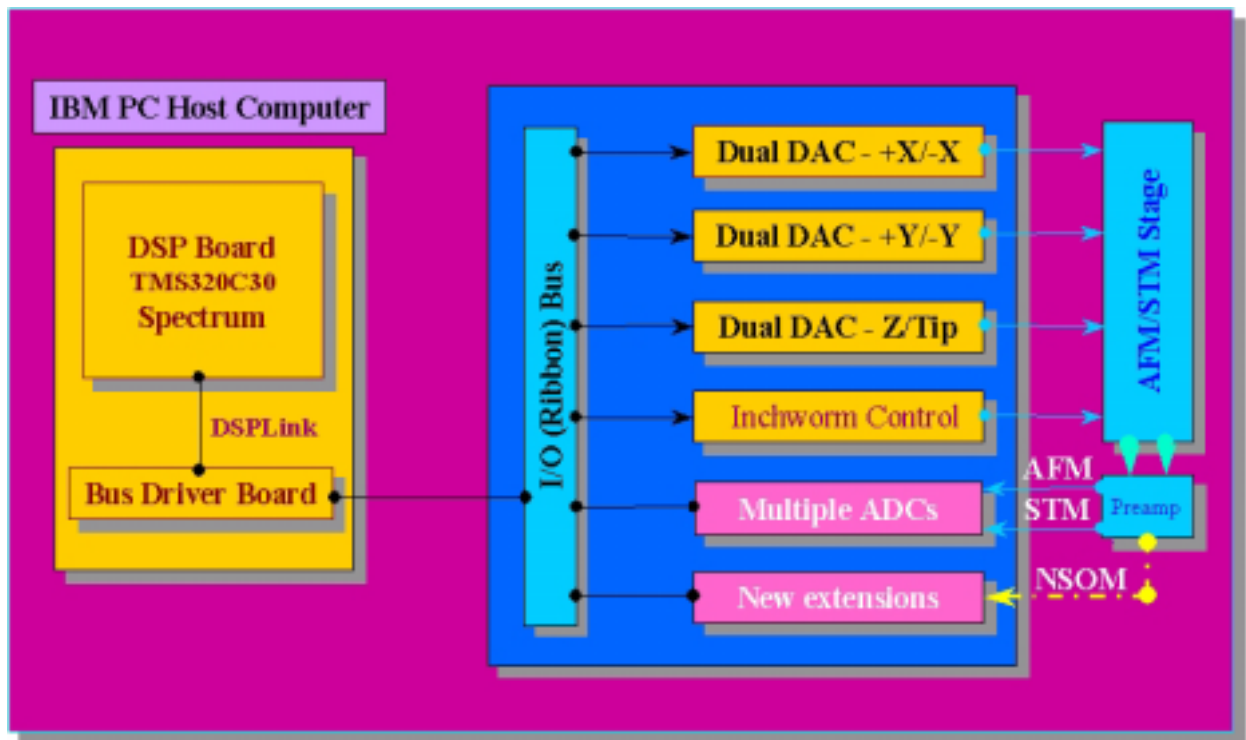 IBM PC Host Computer
DSP Board
TMS320C30
Spectrum
DSPLink
Bus Driver Board
I/O (Ribbon) Bus
Dual DAC - +X/-X
Dual DAC - +Y/-Y
Dual DAC - Z/Tip
Inchworm Control
Multiple ADCs
New extensions
AFM/STM Stage
AFM
STM
Preamp
NSOM